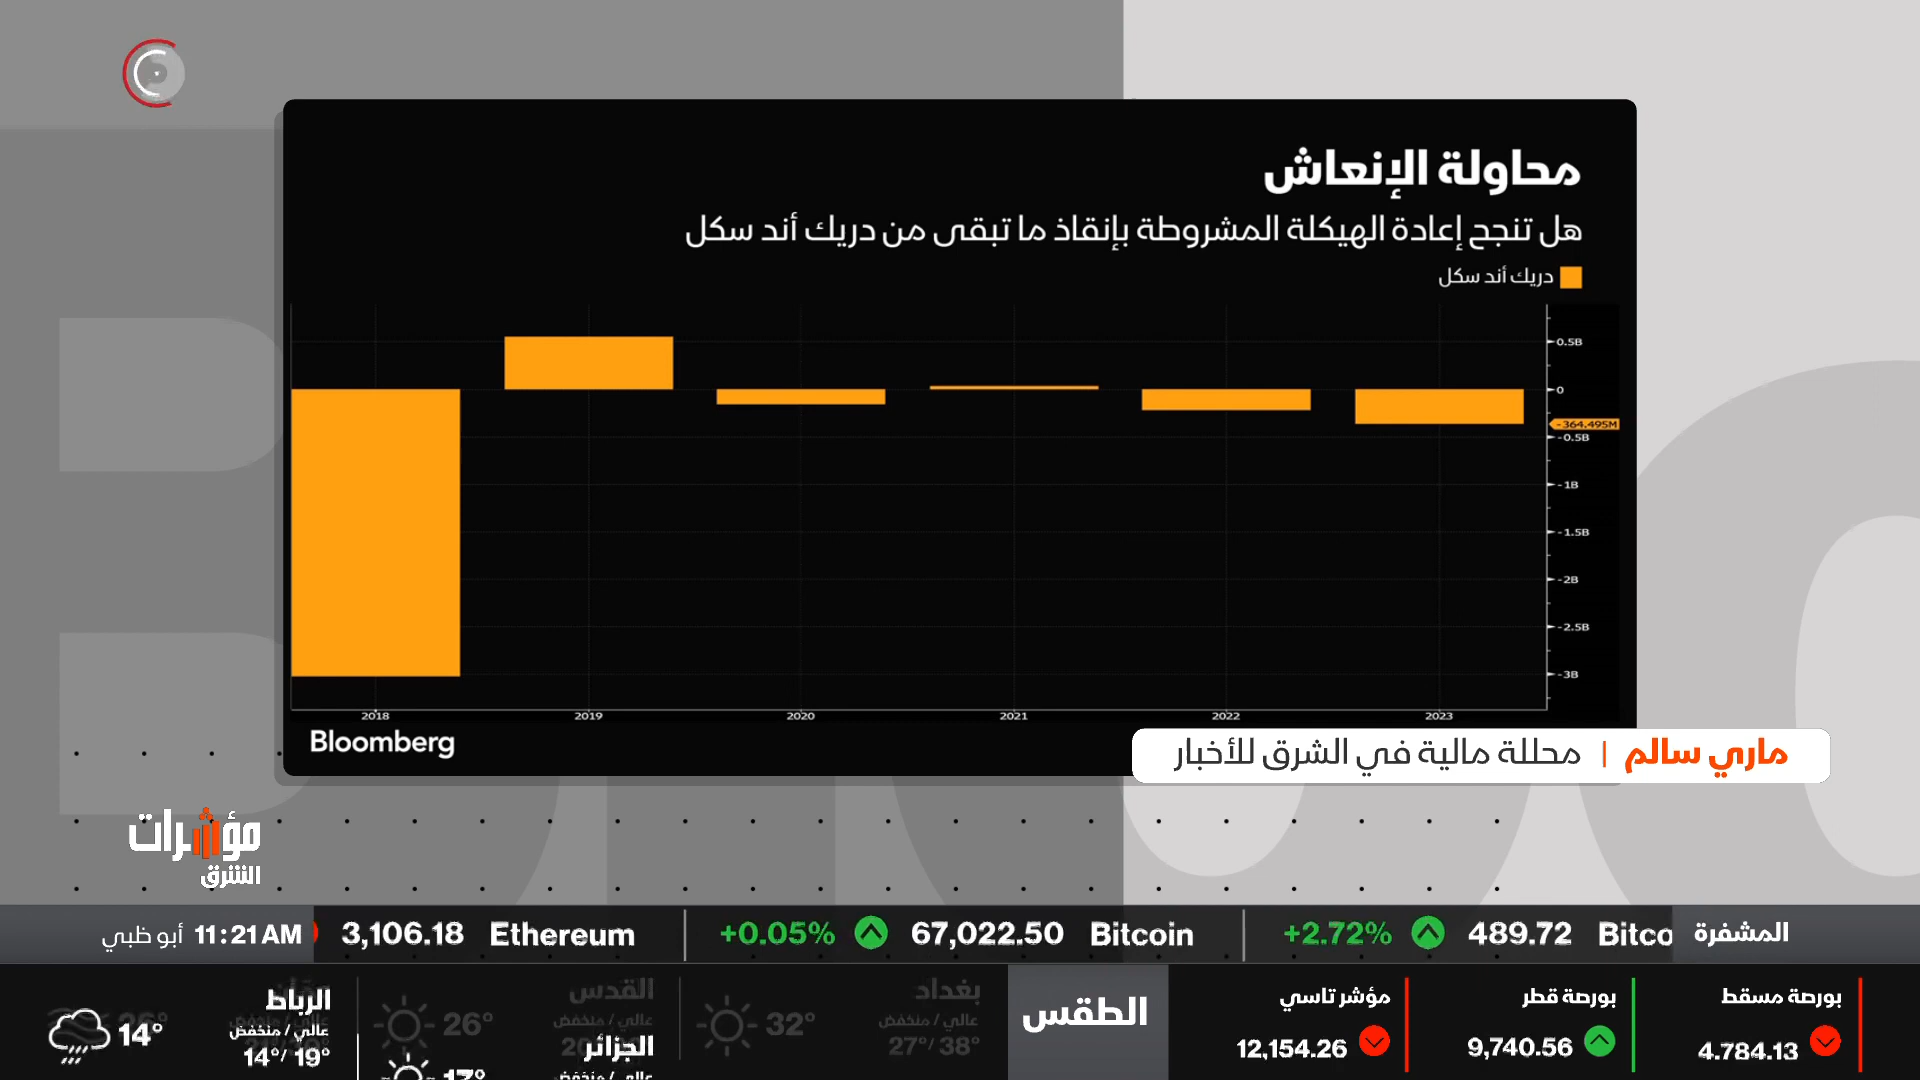 محاولة الإنعاش
هل تنجح إعادة الهيكلة المشروطة بإنقاذ ما تبقى من دريك أند سكل
دريك أند سكل
0.5B
0
-364.495M
-0.5B
-1B
-1.5B
-2B
-2.5B
-3B
2018 2019 2020 2021 2022 2023
Bloomberg
ماري سالم | محللة مالية في الشرق للأخبار
مؤشرات
الشرق
المشفرة
Bitco 489.72 +2.72%
Bitcoin 67,022.50 +0.05%
Ethereum 3,106.18
11:21 AM أبو ظبي
بورصة مسقط
4.784.13
بورصة قطر
9,740.56
مؤشر تاسي
12,154.26
الطقس
بغداد
32°
عالي / منخفض
27°/ 38°
القدس
26°
عالي / منخفض
الجزائر
17°
عالي / منخفض
الرباط
14°
عالي / منخفض
14°/ 19°